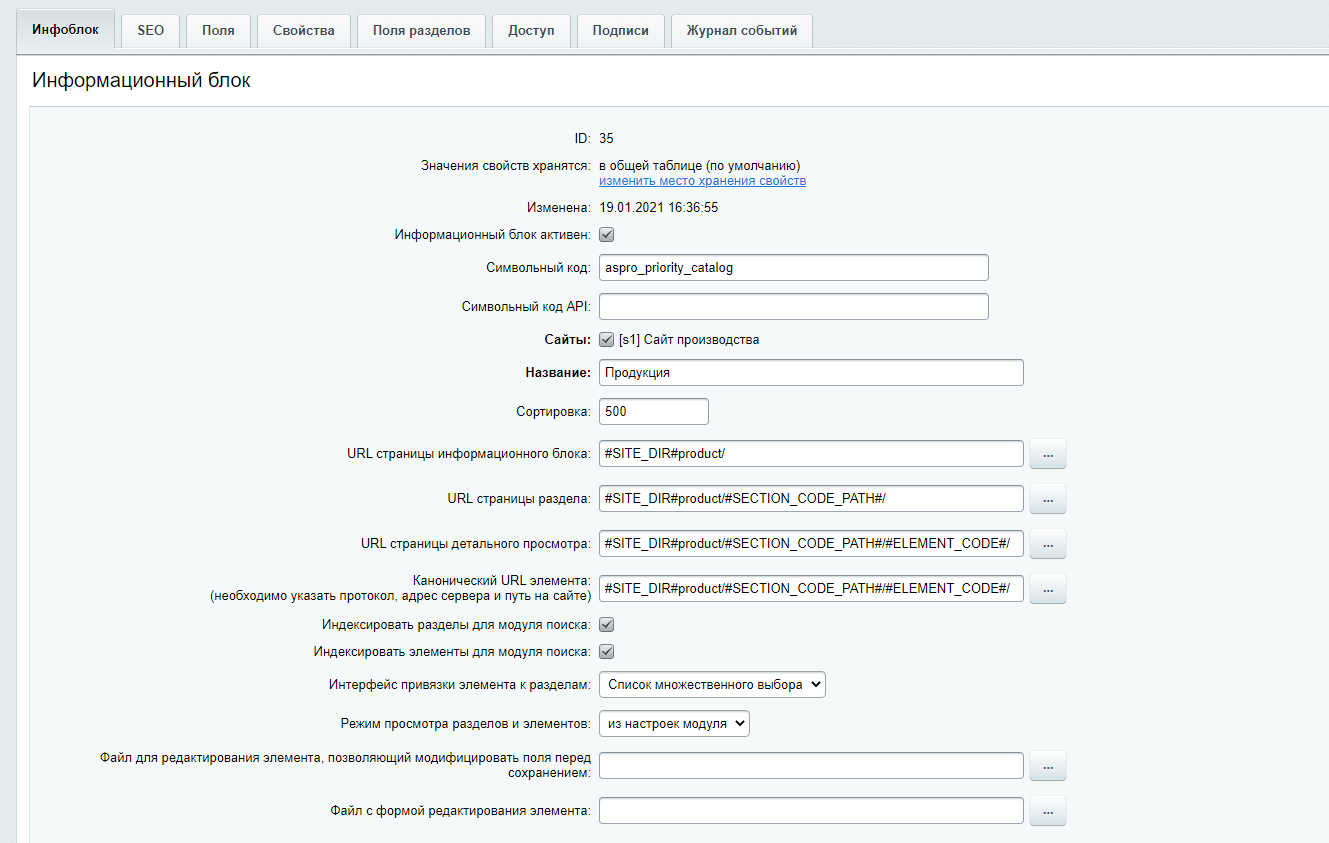 Инфоблок SEO Поля Свойства Поля разделов Доступ Подписи Журнал событий
Информационный блок
ID: 35
Значения свойств хранятся: в общей таблице (по умолчанию)
изменить место хранения свойств
Изменена: 19.01.2021 16:36:55
Информационный блок активен:
Символьный код: aspro_priority_catalog
Символьный код API:
Сайты: [s1] Сайт производства
Название: Продукция
Сортировка: 500
URL страницы информационного блока: #SITE_DIR#product/ ...
URL страницы раздела: #SITE_DIR#product/#SECTION_CODE_PATH#/ ...
URL страницы детального просмотра: #SITE_DIR#product/#SECTION_CODE_PATH#/#ELEMENT_CODE#/ ...
Канонический URL элемента:
(необходимо указать протокол, адрес сервера и путь на сайте) #SITE_DIR#product/#SECTION_CODE_PATH#/#ELEMENT_CODE#/ ...
Индексировать разделы для модуля поиска:
Индексировать элементы для модуля поиска:
Интерфейс привязки элемента к разделам: Список множественного выбора
Режим просмотра разделов и элементов: из настроек модуля
Файл для редактирования элемента, позволяющий модифицировать поля перед
сохранением: ...
Файл с формой редактирования элемента: ...